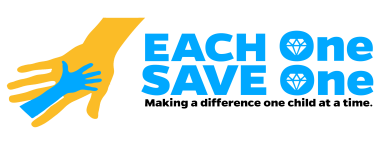 EACH One
SAVE One
Making a difference one child at a time.